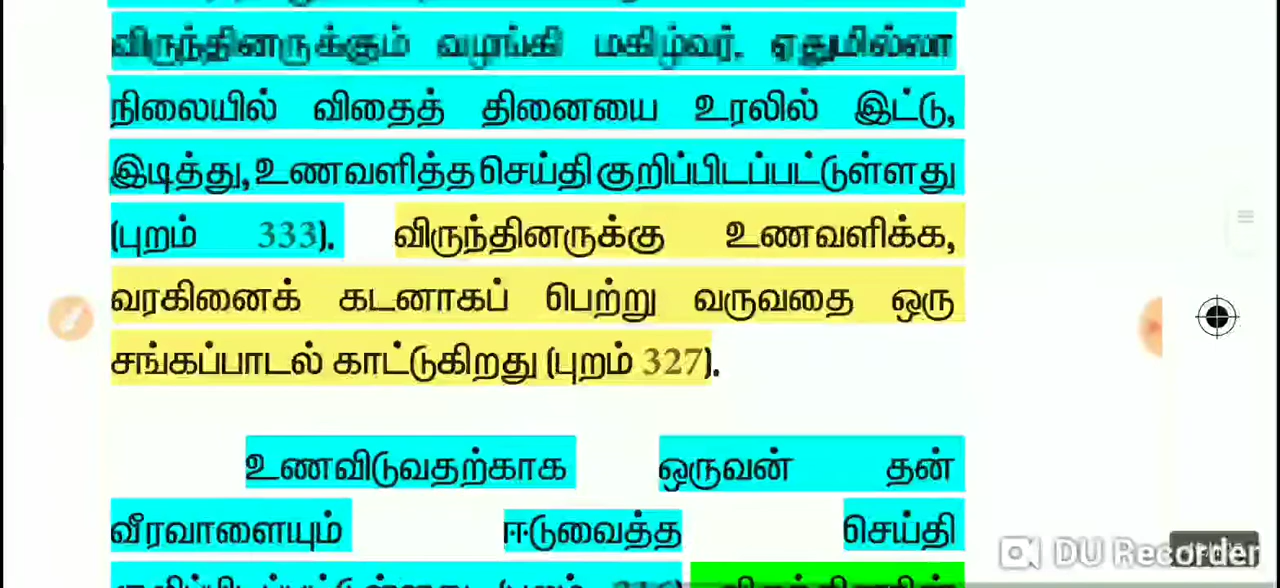 விருந்தினருக்கும் வழங்கி மகிழ்வர். ஏதுமில்லா
நிலையில் விதைத் தினையை உரலில் இட்டு,
இடித்து, உணவளித்த செய்தி குறிப்பிடப்பட்டுள்ளது
(புறம் 333). விருந்தினருக்கு உணவளிக்க,
வரகினைக் கடனாகப் பெற்று வருவதை ஒரு
சங்கப்பாடல் காட்டுகிறது (புறம் 327).
உணவிடுவதற்காக ஒருவன் தன்
வீரவாளையும் ஈடுவைத்த செய்தி
DU Recorder